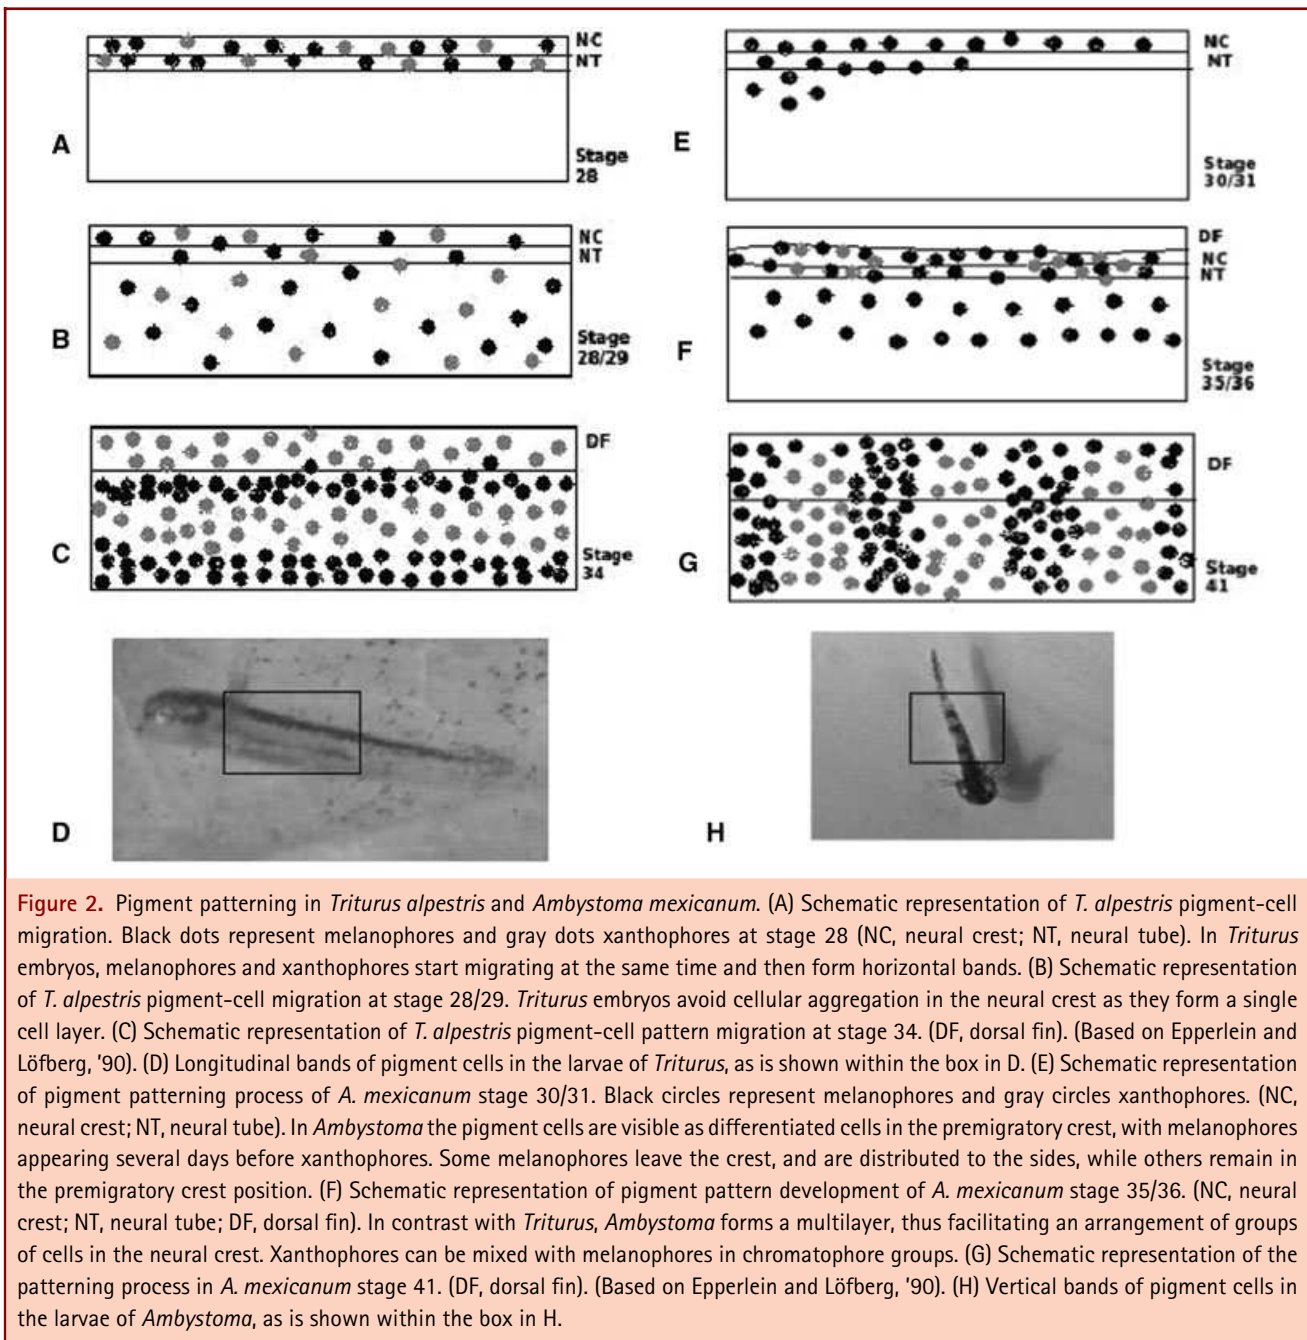 NC
NT
A
Stage
28
NC
NT
B
Stage
28/29
DF
C
Stage
34
D
NC
NT
E
Stage
30/31
DF
NC
NT
F
Stage
35/36
DF
G
Stage
41
H
Figure 2. Pigment patterning in Triturus alpestris and Ambystoma mexicanum. (A) Schematic representation of T. alpestris pigment-cell
migration. Black dots represent melanophores and gray dots xanthophores at stage 28 (NC, neural crest; NT, neural tube). In Triturus
embryos, melanophores and xanthophores start migrating at the same time and then form horizontal bands. (B) Schematic representation
of T. alpestris pigment-cell migration at stage 28/29. Triturus embryos avoid cellular aggregation in the neural crest as they form a single
cell layer. (C) Schematic representation of T. alpestris pigment-cell pattern migration at stage 34. (DF, dorsal fin). (Based on Epperlein and
Löfberg, '90). (D) Longitudinal bands of pigment cells in the larvae of Triturus, as is shown within the box in D. (E) Schematic representation
of pigment patterning process of A. mexicanum stage 30/31. Black circles represent melanophores and gray circles xanthophores. (NC,
neural crest; NT, neural tube). In Ambystoma the pigment cells are visible as differentiated cells in the premigratory crest, with melanophores
appearing several days before xanthophores. Some melanophores leave the crest, and are distributed to the sides, while others remain in
the premigratory crest position. (F) Schematic representation of pigment pattern development of A. mexicanum stage 35/36. (NC, neural
crest; NT, neural tube; DF, dorsal fin). In contrast with Triturus, Ambystoma forms a multilayer, thus facilitating an arrangement of groups
of cells in the neural crest. Xanthophores can be mixed with melanophores in chromatophore groups. (G) Schematic representation of the
patterning process in A. mexicanum stage 41. (DF, dorsal fin). (Based on Epperlein and Löfberg, '90). (H) Vertical bands of pigment cells in
the larvae of Ambystoma, as is shown within the box in H.